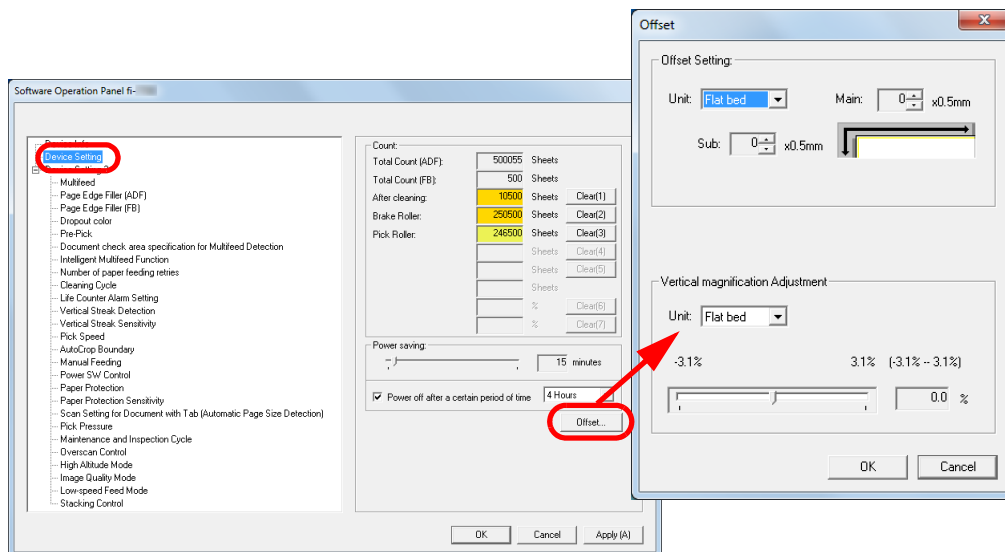 Software Operation Panel fi-
Device Setting
Multifeed
Page Edge Filler (ADF)
Page Edge Filler (FB)
Dropout color
Pre-Pick
Document check area specification for Multifeed Detection
Intelligent Multifeed Function
Number of paper feeding retries
Cleaning Cycle
Life Counter Alarm Setting
Vertical Streak Detection
Vertical Streak Sensitivity
Pick Speed
AutoCrop Boundary
Manual Feeding
Power SW Control
Paper Protection
Paper Protection Sensitivity
Scan Setting for Document with Tab (Automatic Page Size Detection)
Pick Pressure
Maintenance and Inspection Cycle
Overscan Control
High Altitude Mode
Image Quality Mode
Low-speed Feed Mode
Stacking Control
Count:
Total Count (ADF): 500055 Sheets
Total Count (FB): 500 Sheets
After cleaning: 10500 Sheets Clear(1)
Brake Roller: 250500 Sheets Clear(2)
Pick Roller: 246500 Sheets Clear(3)
Sheets Clear(4)
Sheets Clear(5)
Sheets
% Clear(6)
% Clear(7)
Power saving:
15 minutes
Power off after a certain period of time 4 Hours
Offset...
OK Cancel Apply (A)
Offset
Offset Setting:
Unit: Flat bed Main: 0 x0.5mm
Sub: 0 x0.5mm
Vertical magnification Adjustment
Unit: Flat bed
-3.1% 3.1% (-3.1% -- 3.1%)
0.0 %
OK Cancel